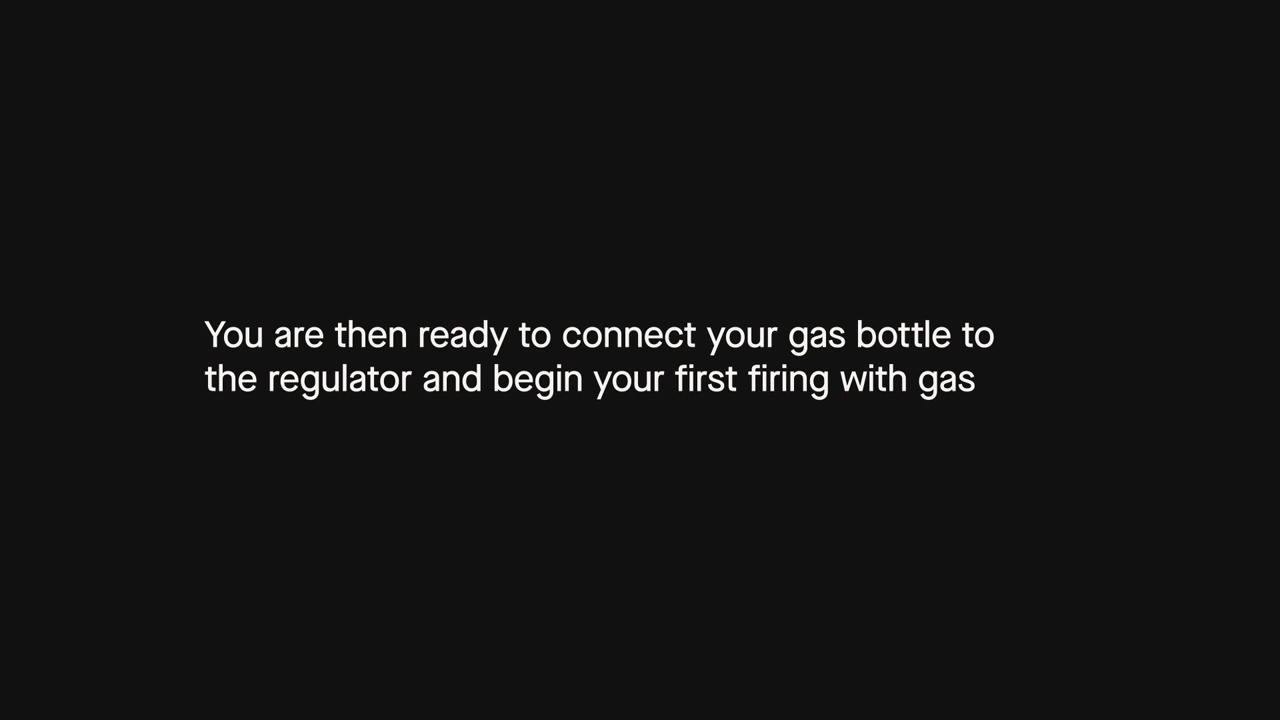 You are then ready to connect your gas bottle to
the regulator and begin your first firing with gas